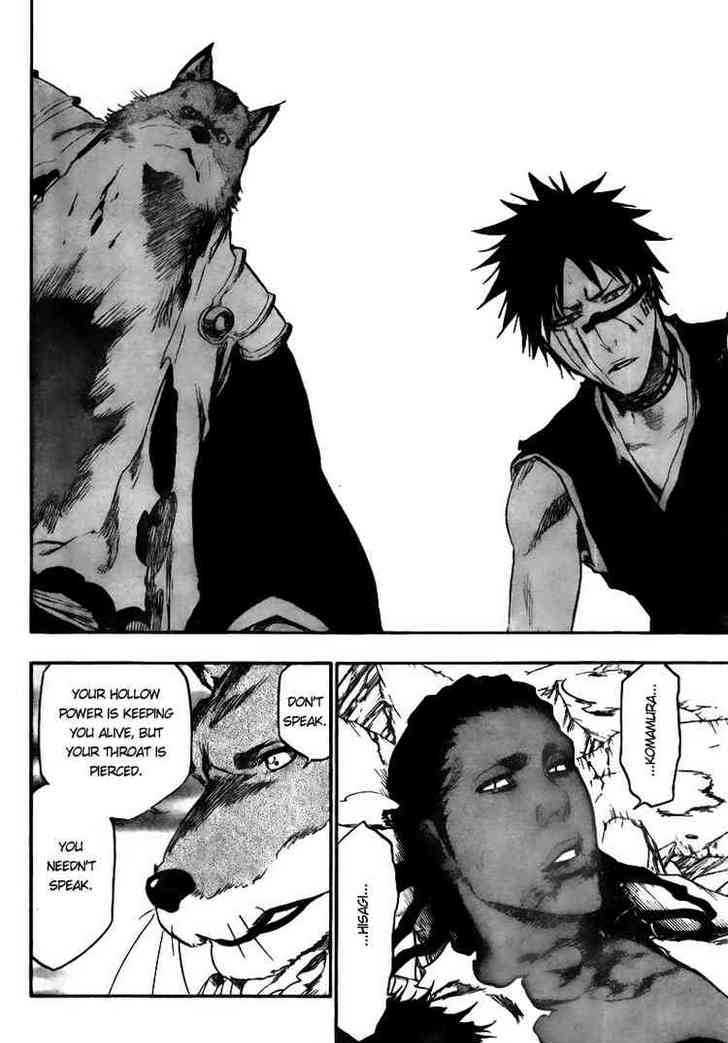 ...KOMAMURA...
...HISAGI...
DON'T
SPEAK.
YOUR HOLLOW
POWER IS KEEPING
YOU ALIVE, BUT
YOUR THROAT IS
PIERCED.
YOU
NEEDN'T
SPEAK.